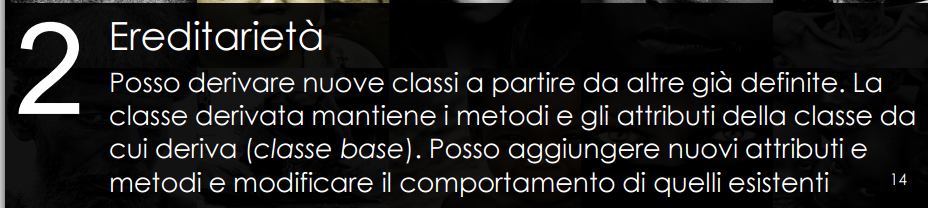 2
Ereditarietà
Posso derivare nuove classi a partire da altre già definite. La
classe derivata mantiene i metodi e gli attributi della classe da
cui deriva (classe base). Posso aggiungere nuovi attributi e
metodi e modificare il comportamento di quelli esistenti
14